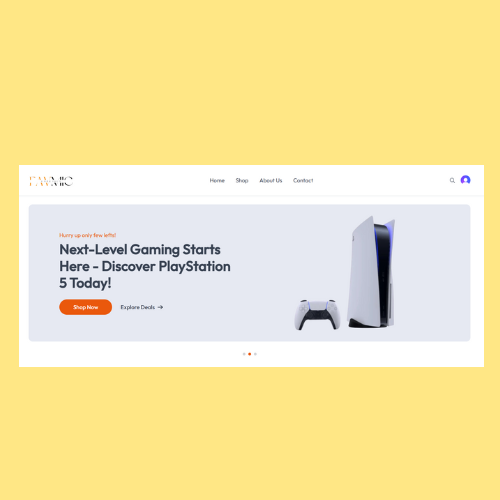 FAWMIC
Home Shop About Us Contact
Hurry up only few lefts!
Next-Level Gaming Starts
Here - Discover PlayStation
5 Today!
Shop Now Explore Deals →